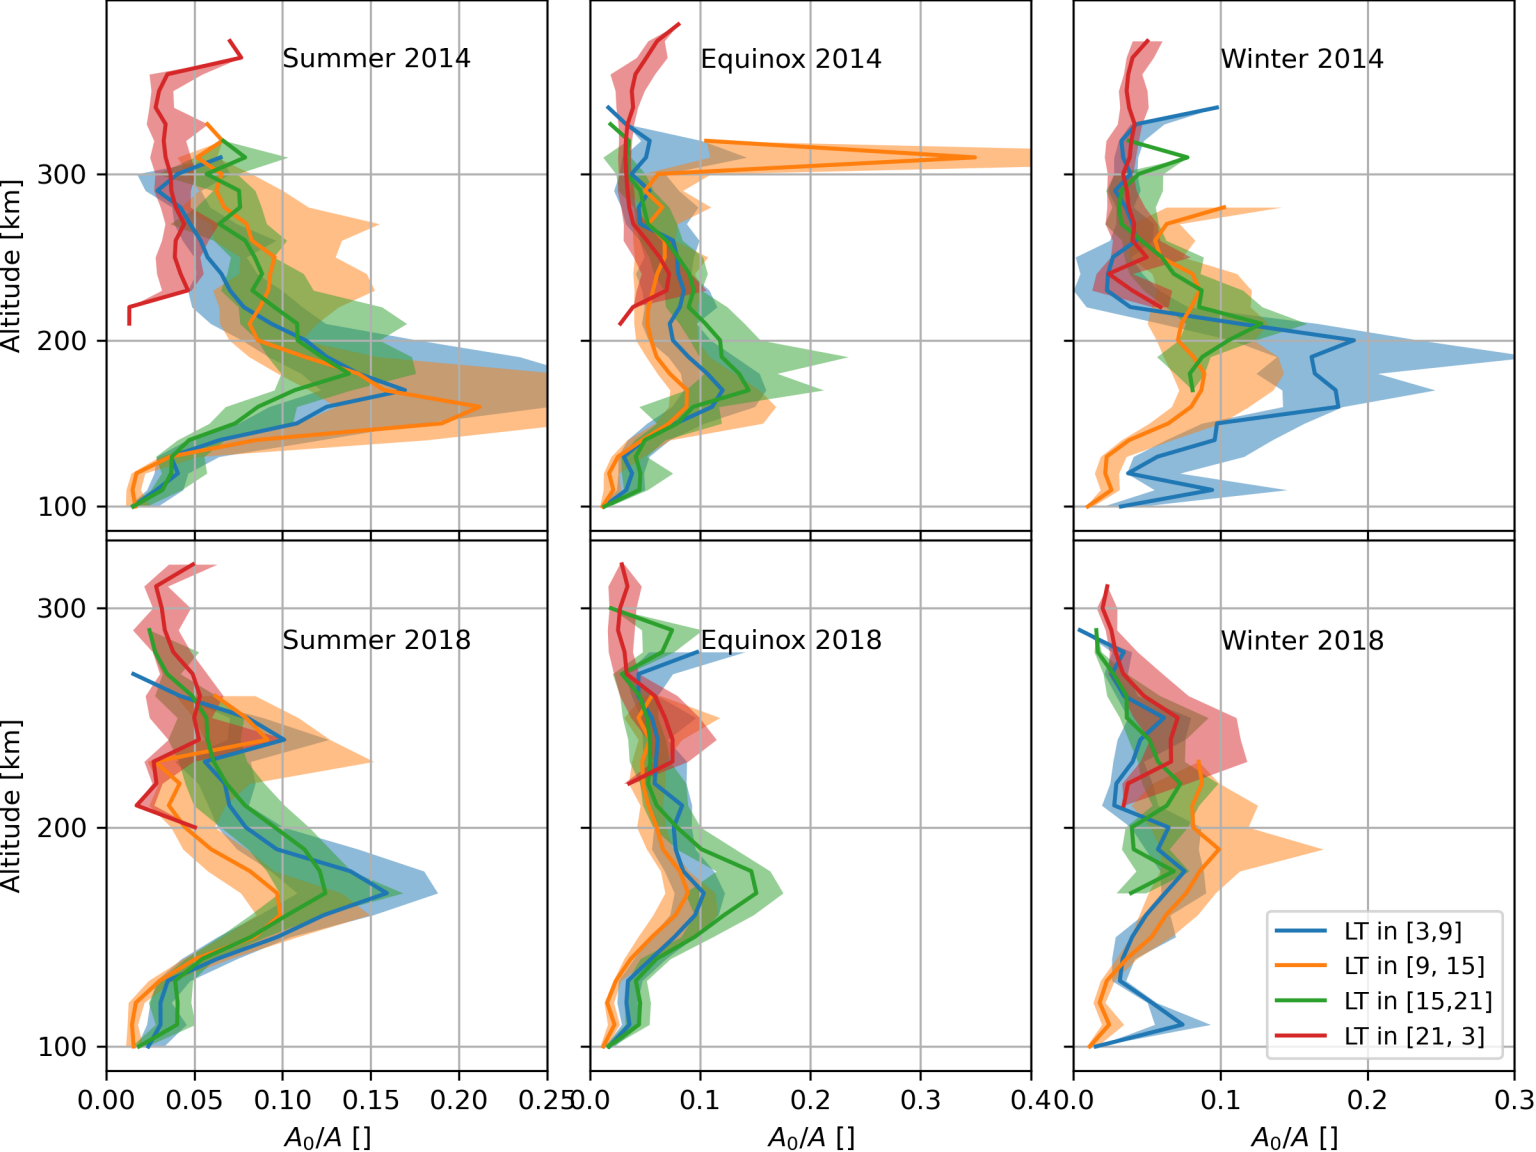 Summer 2014
Equinox 2014
Winter 2014
Altitude [km]
300
200
100
Summer 2018
Equinox 2018
Winter 2018
Altitude [km]
300
200
100
LT in [3,9]
LT in [9, 15]
LT in [15,21]
LT in [21, 3]
0.00 0.05 0.10 0.15 0.20 0.25
0.0 0.1 0.2 0.3 0.4
0.0 0.1 0.2 0.3
A₀/A []
A₀/A []
A₀/A []